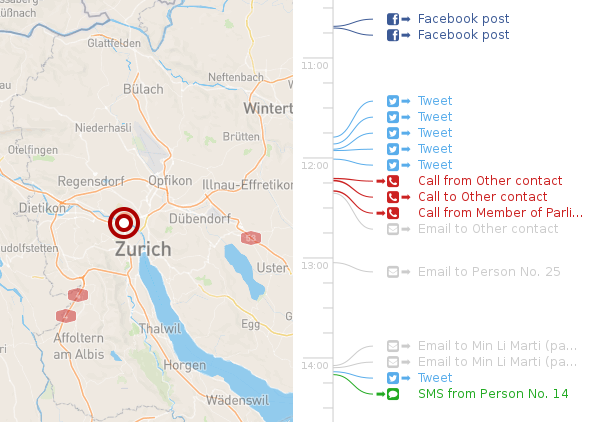 nassau
üßnach
Glattfelden
Bülach
Neftenbach
Wintert
Niederhasli
Brütten
Otelfingen
Regensdorf
Opfikon
Illnau-Effretikon
Dietikon
Dübendorf
udolfstetten
Zurich
53
Uster
4
4
Egg
Affoltern
am Albis
Thalwil
ri
Horgen
Wädenswil
Facebook post
Facebook post
11:00
Tweet
Tweet
Tweet
Tweet
12:00
Tweet
Call from Other contact
Call to Other contact
Call from Member of Parli...
Email to Other contact
13:00
Email to Person No. 25
Email to Min Li Marti (pa...
14:00
Email to Min Li Marti (pa...
Tweet
SMS from Person No. 14